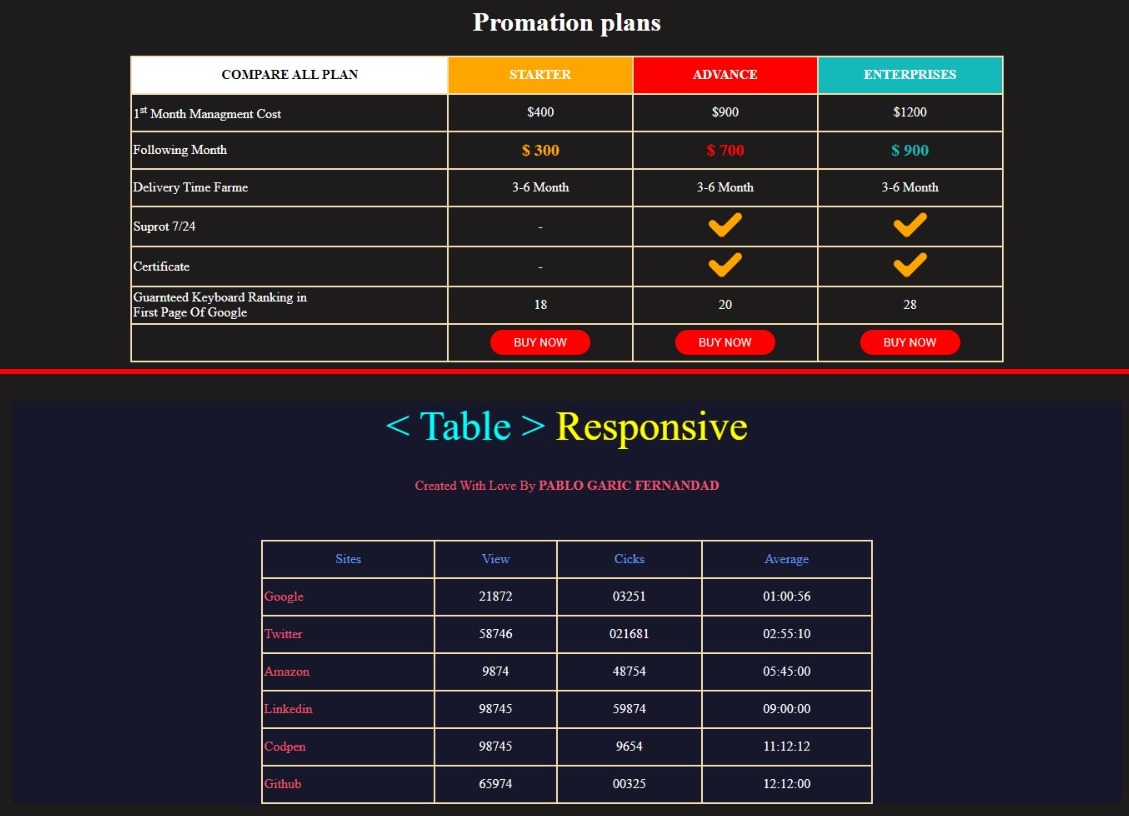 Promation plans
COMPARE ALL PLAN STARTER ADVANCE ENTERPRISES
1st Month Managment Cost $400 $900 $1200
Following Month $ 300 $ 700 $ 900
Delivery Time Farme 3-6 Month 3-6 Month 3-6 Month
Suprot 7/24 -
Certificate -
Guarnteed Keyboard Ranking in
First Page Of Google 18 20 28
BUY NOW BUY NOW BUY NOW
< Table > Responsive
Created With Love By PABLO GARIC FERNANDAD
Sites View Cicks Average
Google 21872 03251 01:00:56
Twitter 58746 021681 02:55:10
Amazon 9874 48754 05:45:00
Linkedin 98745 59874 09:00:00
Codpen 98745 9654 11:12:12
Github 65974 00325 12:12:00